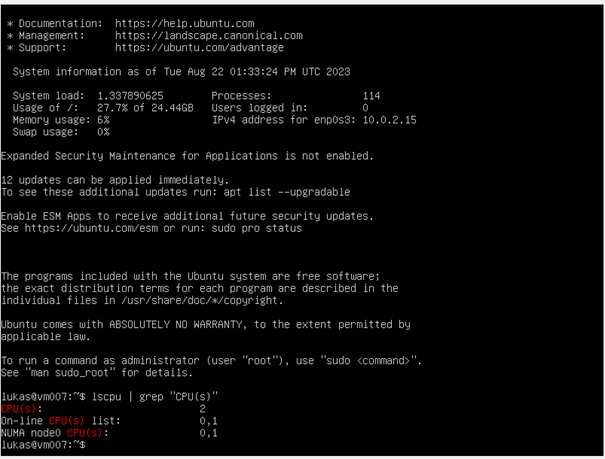 * Documentation:  https://help.ubuntu.com
* Management:     https://landscape.canonical.com
* Support:        https://ubuntu.com/advantage
System information as of Tue Aug 22 01:33:24 PM UTC 2023
System load:  1.337890625       Processes:               114
Usage of /:   27.7% of 24.44GB   Users logged in:         0
Memory usage: 6%                IPv4 address for enp0s3: 10.0.2.15
Swap usage:   0%
Expanded Security Maintenance for Applications is not enabled.
12 updates can be applied immediately.
To see these additional updates run: apt list --upgradable
Enable ESM Apps to receive additional future security updates.
See https://ubuntu.com/esm or run: sudo pro status
The programs included with the Ubuntu system are free software;
the exact distribution terms for each program are described in the
individual files in /usr/share/doc/*/copyright.
Ubuntu comes with ABSOLUTELY NO WARRANTY, to the extent permitted by
applicable law.
To run a command as administrator (user "root"), use "sudo <command>".
See "man sudo_root" for details.
lukas@vm007:~$ lscpu | grep "CPU(s)"
CPU(s):                          2
On-line CPU(s) list:             0,1
NUMA node0 CPU(s):               0,1
lukas@vm007:~$